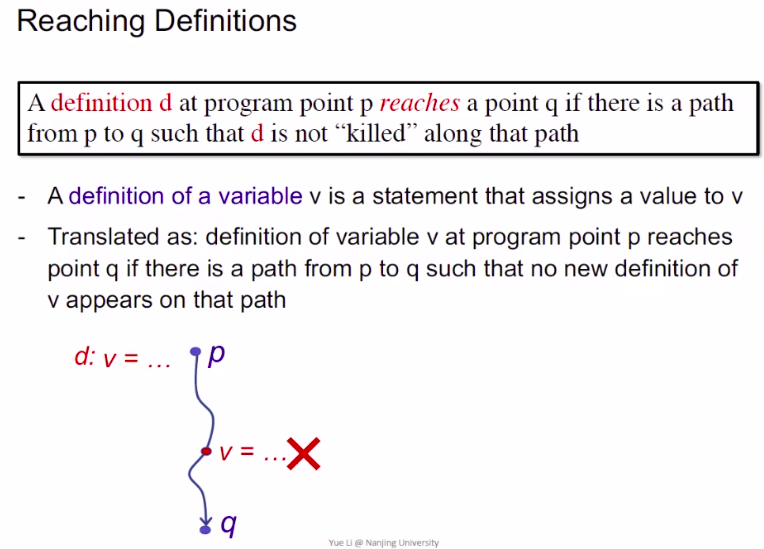 Reaching Definitions
A definition d at program point p reaches a point q if there is a path
from p to q such that d is not “killed” along that path
- A definition of a variable v is a statement that assigns a value to v
- Translated as: definition of variable v at program point p reaches
point q if there is a path from p to q such that no new definition of
v appears on that path
d: v = … p
v = …
q
Yue Li @ Nanjing University